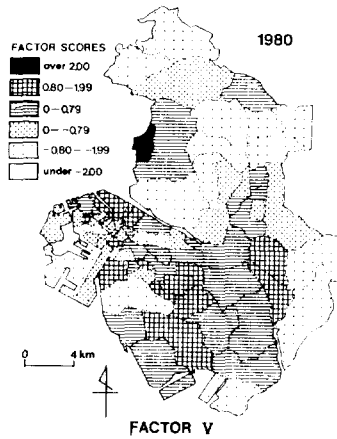 1980
FACTOR SCORES
over 2.00
0.80–1.99
0–0.79
0–-0.79
-0.80–-1.99
under -2.00
0 4 km
FACTOR V